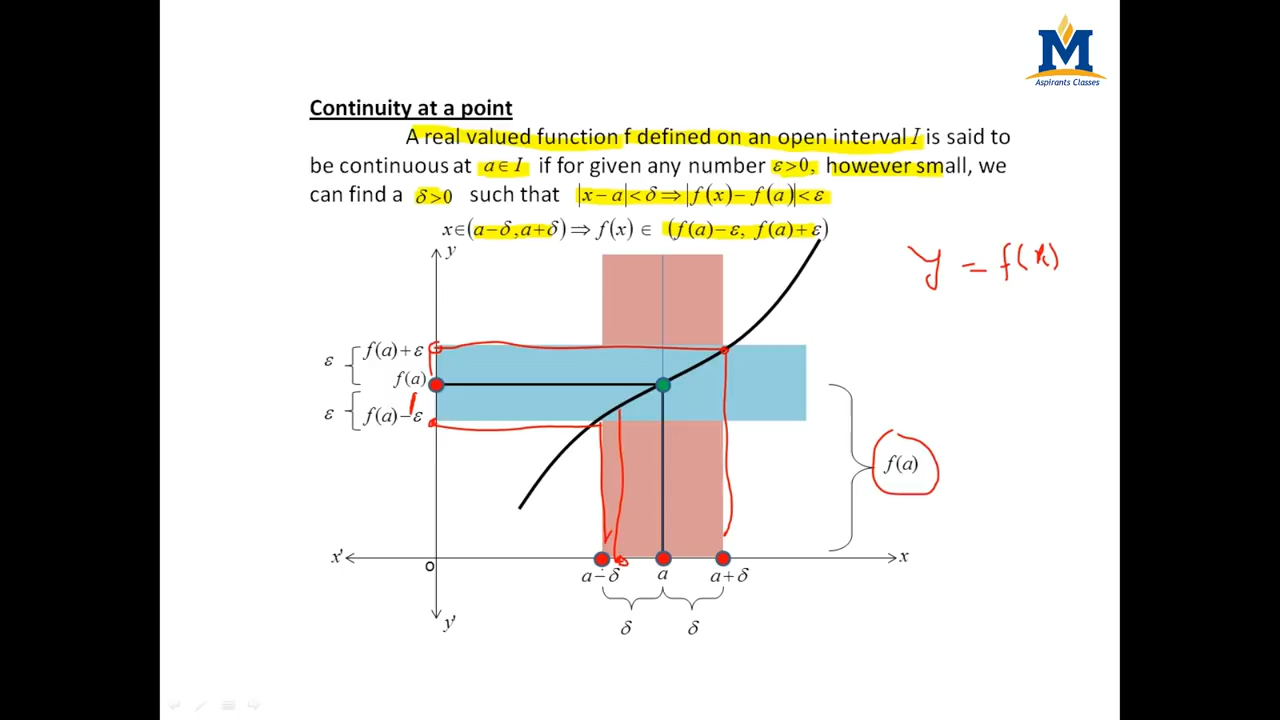 M
Aspirants Classes
Continuity at a point
A real valued function f defined on an open interval I is said to
be continuous at a ∈ I if for given any number ε>0, however small, we
can find a δ>0 such that |x−a|<δ⇒|f(x)−f(a)|<ε
x∈(a−δ,a+δ)⇒f(x) ∈ (f(a)−ε, f(a)+ε)
y
y = f(x)
ε
f(a)+ε
f(a)
ε
f(a)−ε
f(a)
x'
o
x
a−δ
a
a+δ
y'
δ
δ